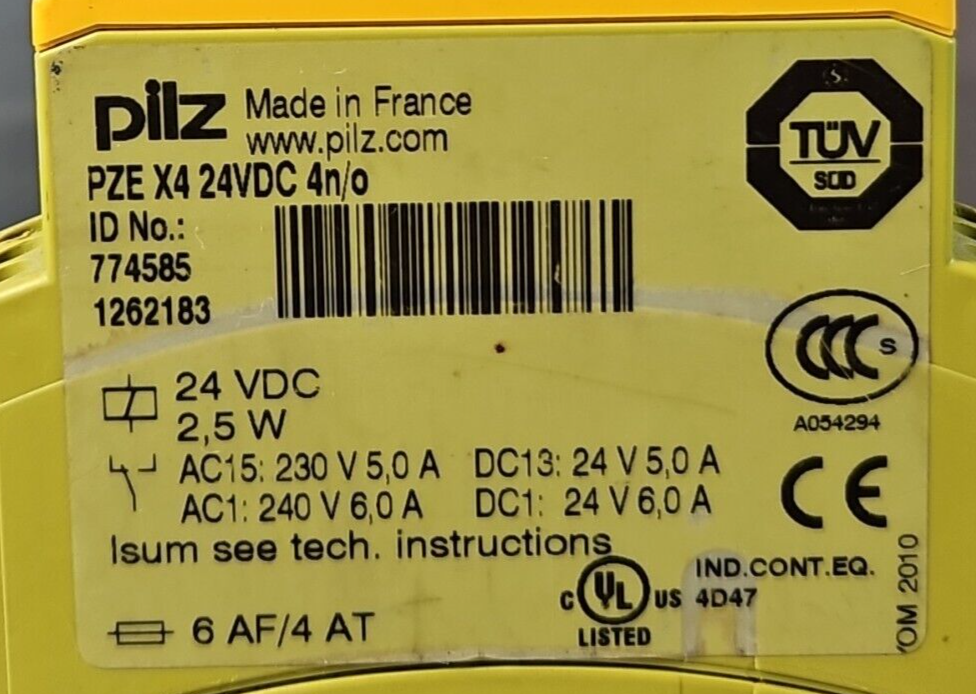 pilz Made in France
www.pilz.com
PZE X4 24VDC 4n/o
ID No.:
774585
1262183
TÜV
SÜD
CCC S
A054294
24 VDC
2,5 W
AC15: 230 V 5,0 A DC13: 24 V 5,0 A
AC1: 240 V 6,0 A DC1: 24 V 6,0 A
Isum see tech. instructions
CE
6 AF/4 AT
C UL US
LISTED
IND.CONT.EQ.
4D47
YOM 2010